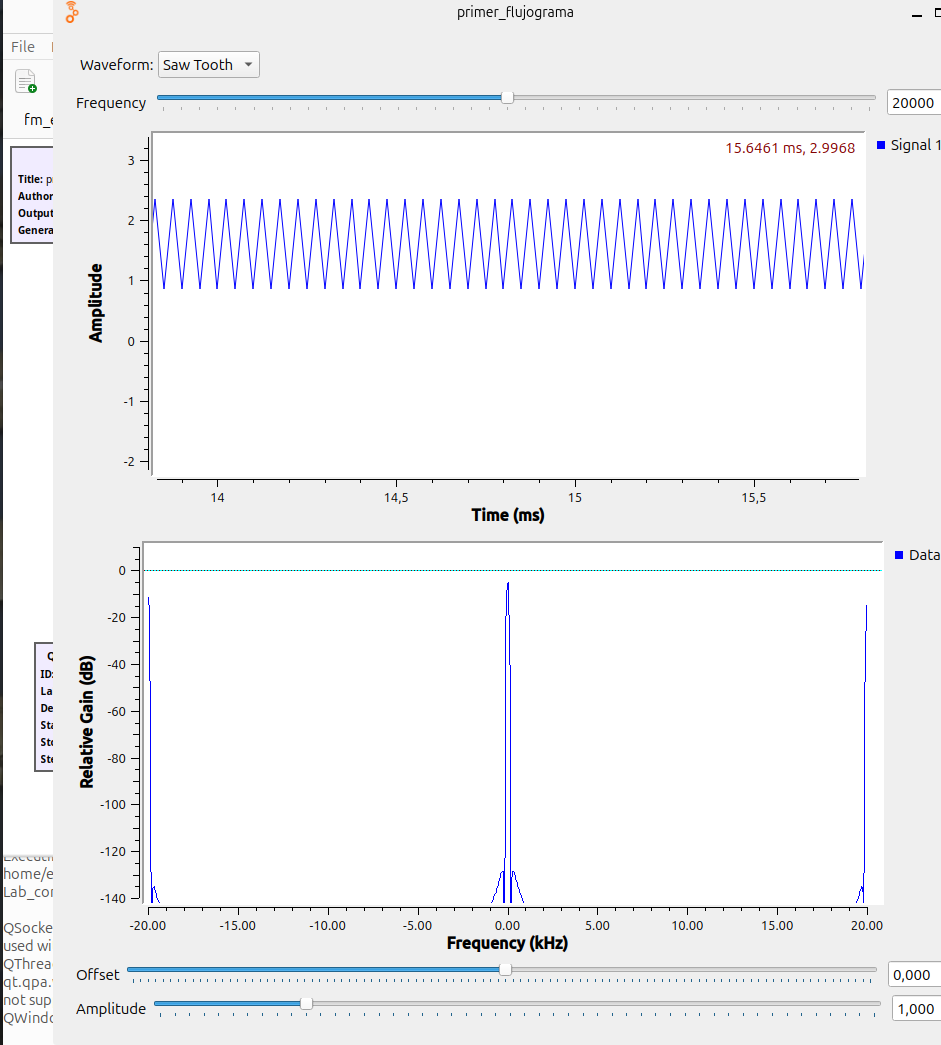 primer_flujograma
File
Waveform: Saw Tooth
Frequency
20000
fm_e
15.6461 ms, 2.9968
Signal 1
Title: pr
Author
Output
Genera
3
2
1
0
-1
-2
Amplitude
14
14,5
15
15,5
Time (ms)
Data
0
-20
-40
-60
-80
-100
-120
-140
Relative Gain (dB)
-20.00
-15.00
-10.00
-5.00
0.00
5.00
10.00
15.00
20.00
Frequency (kHz)
Q
ID:
La
De
Sta
Sto
Ste
Executi
home/e
Lab_cor
QSocke
used wi
QThrea
qt.qpa.
not sup
QWindo
Offset
0,000
Amplitude
1,000